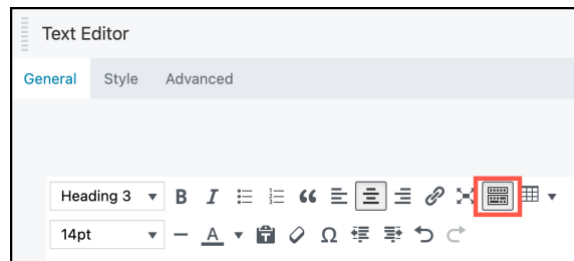 Text Editor
General Style Advanced
Heading 3 B I
14pt A Ω